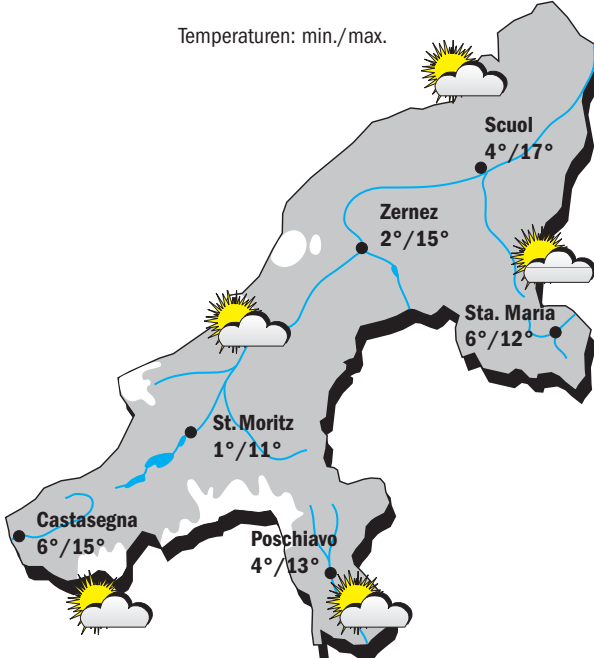 Temperaturen: min./max.
Scuol
4°/17°
Zernez
2°/15°
Sta. Maria
6°/12°
St. Moritz
1°/11°
Castasegna
6°/15°
Poschiavo
4°/13°